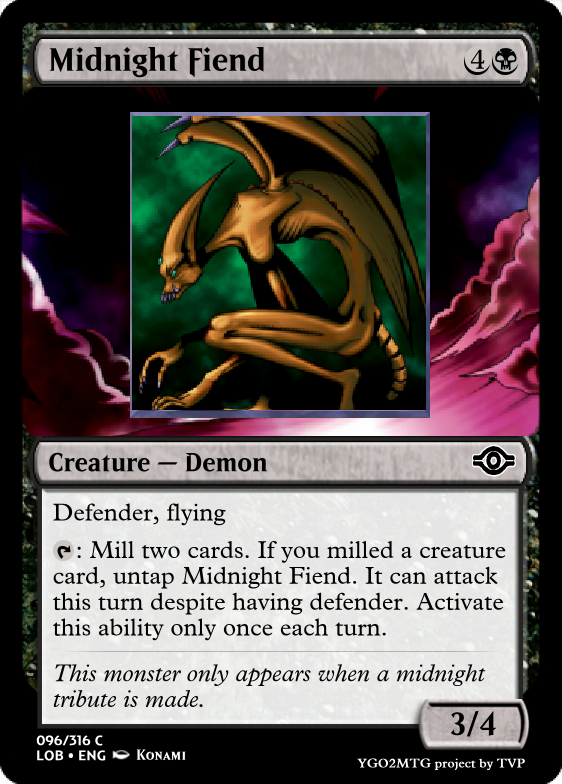 Midnight Fiend 4
Creature — Demon
Defender, flying
: Mill two cards. If you milled a creature
card, untap Midnight Fiend. It can attack
this turn despite having defender. Activate
this ability only once each turn.
This monster only appears when a midnight
tribute is made.
3/4
096/316 C
LOB • ENG Konami
YGO2MTG project by TVP